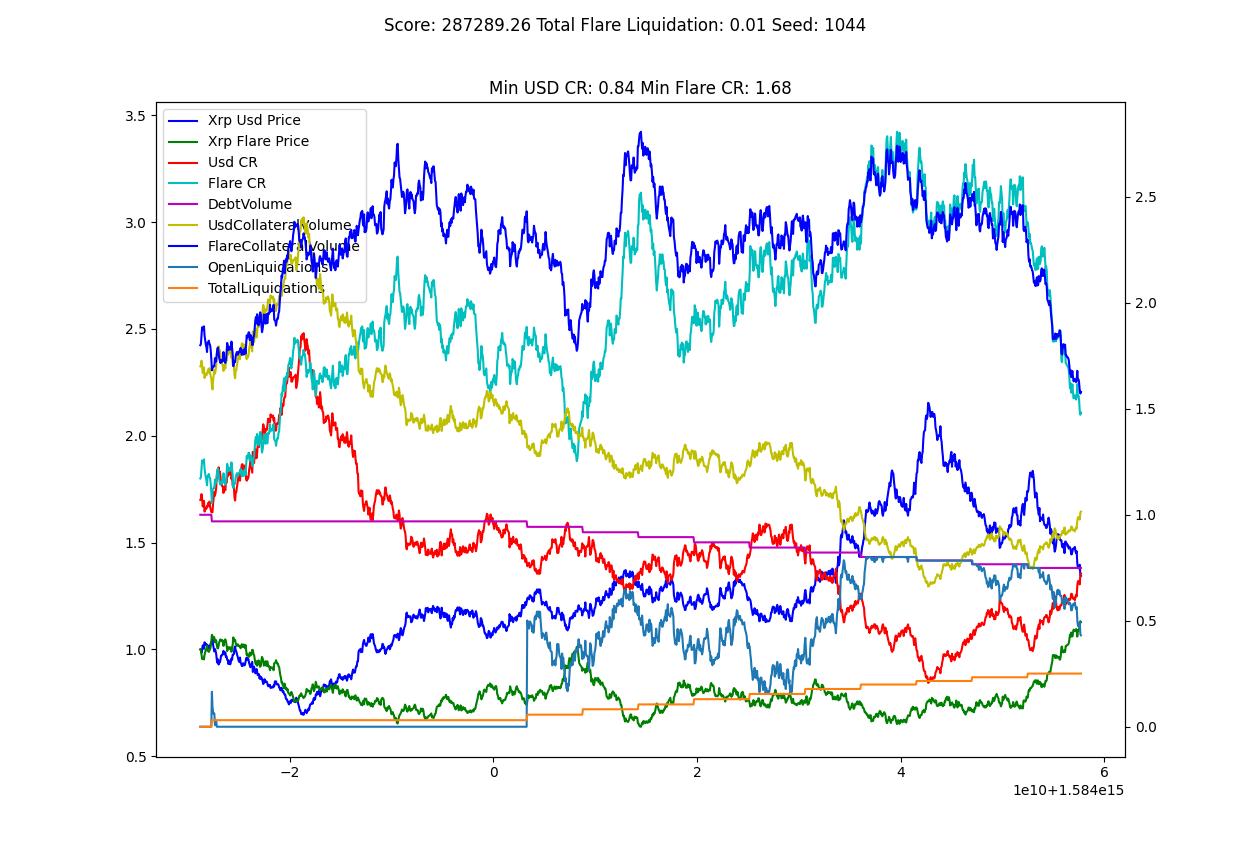 Score: 287289.26 Total Flare Liquidation: 0.01 Seed: 1044
Min USD CR: 0.84 Min Flare CR: 1.68
3.5
3.0
2.5
2.0
1.5
1.0
0.5
Xrp Usd Price
Xrp Flare Price
Usd CR
Flare CR
DebtVolume
UsdCollateralVolume
FlareCollateralVolume
OpenLiquidations
TotalLiquidations
2.5
2.0
1.5
1.0
0.5
0.0
−2 0 2 4 6
1e10+1.584e15